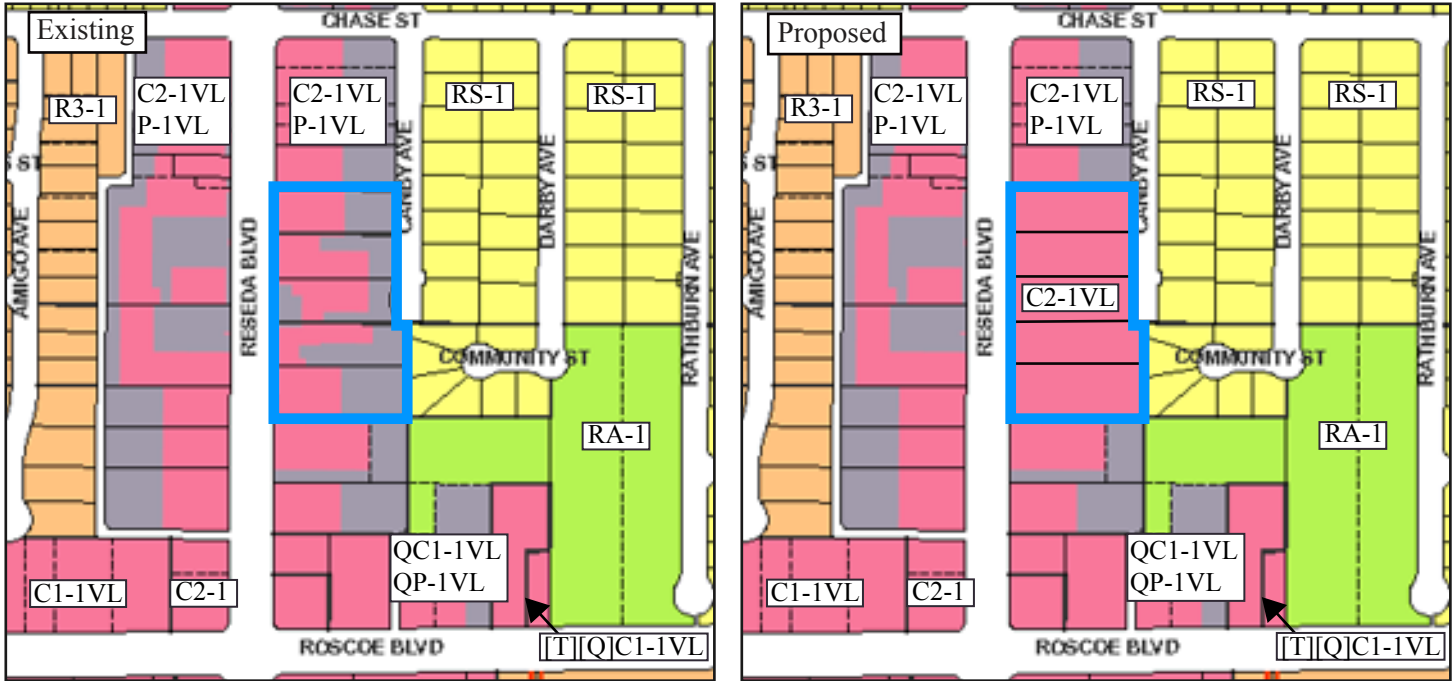 Existing
CHASE ST
R3-1
C2-1VL
P-1VL
C2-1VL
P-1VL
RS-1
RS-1
S ST
AMIGO AVE
RESEDA BLVD
CANBY AVE
DARBY AVE
RATHBURN AVE
COMMUNITY ST
RA-1
QC1-1VL
QP-1VL
C1-1VL
C2-1
ROSCOE BLVD
[T][Q]C1-1VL
Proposed
CHASE ST
R3-1
C2-1VL
P-1VL
C2-1VL
P-1VL
RS-1
RS-1
ST
AMIGO AVE
RESEDA BLVD
CANBY AVE
DARBY AVE
RATHBURN AVE
C2-1VL
COMMUNITY ST
RA-1
QC1-1VL
QP-1VL
C1-1VL
C2-1
ROSCOE BLVD
[T][Q]C1-1VL